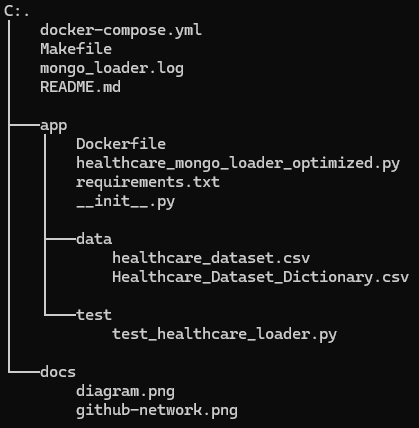 C:.
docker-compose.yml
Makefile
mongo_loader.log
README.md
app
Dockerfile
healthcare_mongo_loader_optimized.py
requirements.txt
__init__.py
data
healthcare_dataset.csv
Healthcare_Dataset_Dictionary.csv
test
test_healthcare_loader.py
docs
diagram.png
github-network.png